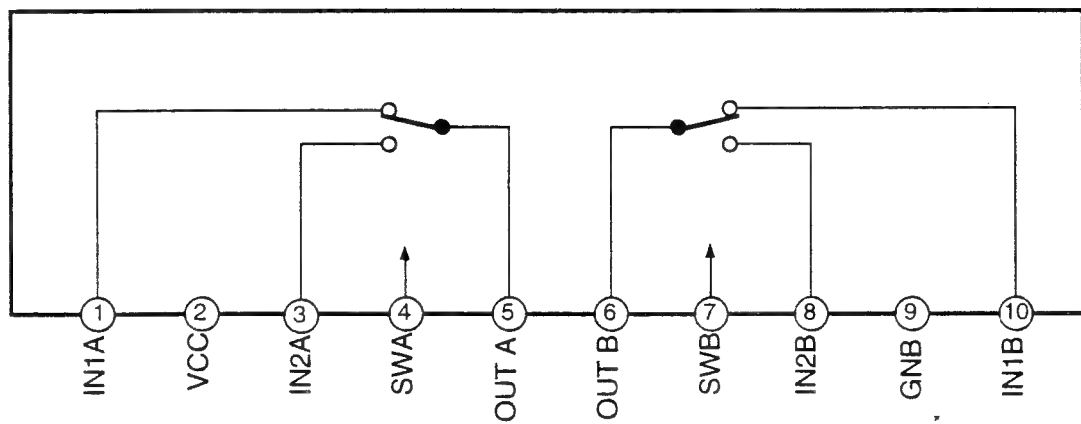 1 2 3 4 5 6 7 8 9 10
IN1A
VCC
IN2A
SWA
OUT A
OUT B
SWB
IN2B
GNB
IN1B